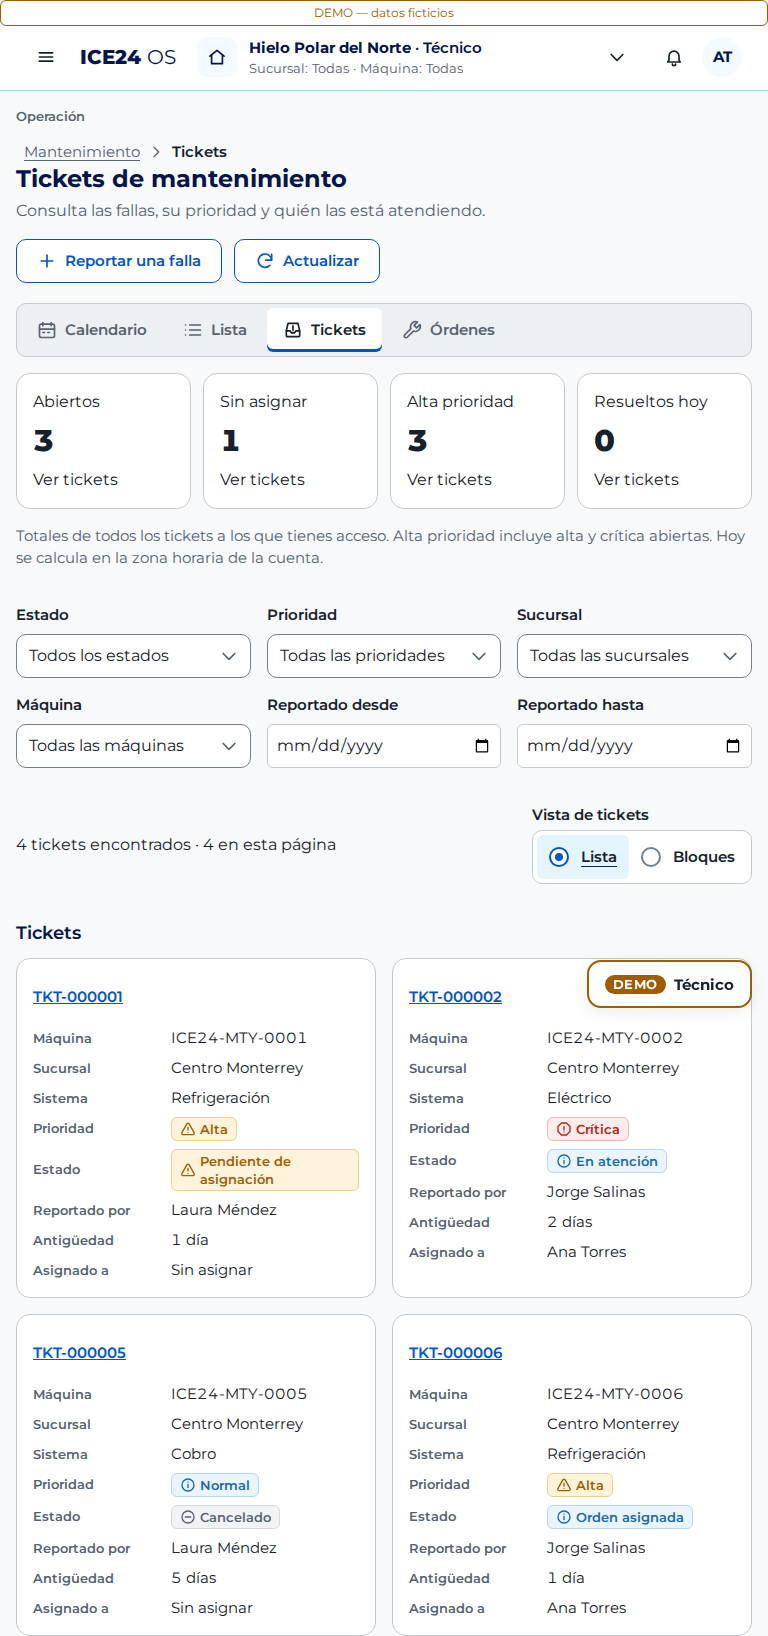 DEMO — datos ficticios
ICE24 OS
Hielo Polar del Norte · Técnico
Sucursal: Todas · Máquina: Todas
AT
Operación
Mantenimiento > Tickets
Tickets de mantenimiento
Consulta las fallas, su prioridad y quién las está atendiendo.
Reportar una falla
Actualizar
Calendario
Lista
Tickets
Órdenes
Abiertos
3
Ver tickets
Sin asignar
1
Ver tickets
Alta prioridad
3
Ver tickets
Resueltos hoy
0
Ver tickets
Totales de todos los tickets a los que tienes acceso. Alta prioridad incluye alta y crítica abiertas. Hoy
se calcula en la zona horaria de la cuenta.
Estado
Todos los estados
Prioridad
Todas las prioridades
Sucursal
Todas las sucursales
Máquina
Todas las máquinas
Reportado desde
mm/dd/yyyy
Reportado hasta
mm/dd/yyyy
4 tickets encontrados · 4 en esta página
Vista de tickets
Lista
Bloques
Tickets
TKT-000001
Máquina ICE24-MTY-0001
Sucursal Centro Monterrey
Sistema Refrigeración
Prioridad Alta
Estado Pendiente de
asignación
Reportado por Laura Méndez
Antigüedad 1 día
Asignado a Sin asignar
TKT-000002
DEMO Técnico
Máquina ICE24-MTY-0002
Sucursal Centro Monterrey
Sistema Eléctrico
Prioridad Crítica
Estado En atención
Reportado por Jorge Salinas
Antigüedad 2 días
Asignado a Ana Torres
TKT-000005
Máquina ICE24-MTY-0005
Sucursal Centro Monterrey
Sistema Cobro
Prioridad Normal
Estado Cancelado
Reportado por Laura Méndez
Antigüedad 5 días
Asignado a Sin asignar
TKT-000006
Máquina ICE24-MTY-0006
Sucursal Centro Monterrey
Sistema Refrigeración
Prioridad Alta
Estado Orden asignada
Reportado por Jorge Salinas
Antigüedad 1 día
Asignado a Ana Torres